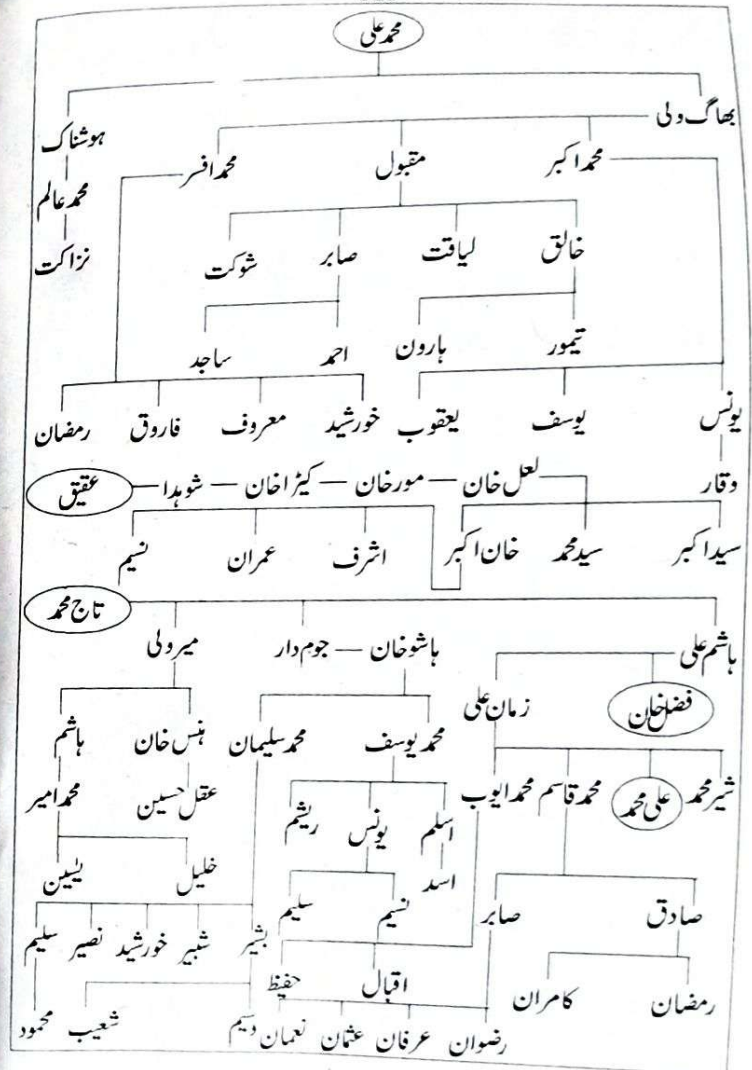 محمد علی
بھاگ ولی ہوشناک
محمد اکبر مقبول محمد افسر محمد عالم
خالق لیاقت صابر شوکت نزاکت
تیمور ہارون احمد ساجد
یونس یوسف یعقوب خورشید معروف فاروق رمضان
وقار لعل خان — مور خان — کیڑا خان — شوہدا — عقیق
سید اکبر سید محمد خان اکبر اشرف عمران نسیم
تاج محمد
ہاشم علی ہاشو خان — جوم دار میر ولی
فضل خان زمان علی محمد یوسف محمد سلیمان ہنس خان ہاشم
شیر محمد علی محمد محمد قاسم محمد ایوب اسلم یونس ریشم عقل حسین محمد امیر
اسد خلیل یٰسین
صادق صابر نسیم سلیم بشیر شبیر خورشید نصیر سلیم
رمضان کامران اقبال حفیظ
رضوان عرفان عثمان نعمان وسیم شعیب محمود